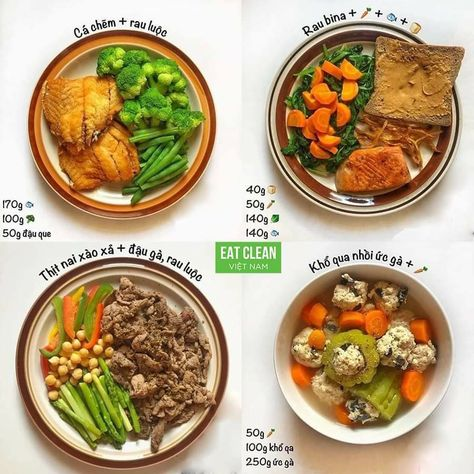 Cá chẽm + rau luộc
170g
100g
50g đậu que
Rau bina + + +
40g
50g
140g
140g
EAT CLEAN
VIỆT NAM
Thịt nai xào xả + đậu gà, rau luộc
Khổ qua nhồi ức gà +
50g
100g khổ qa
250g ức gà